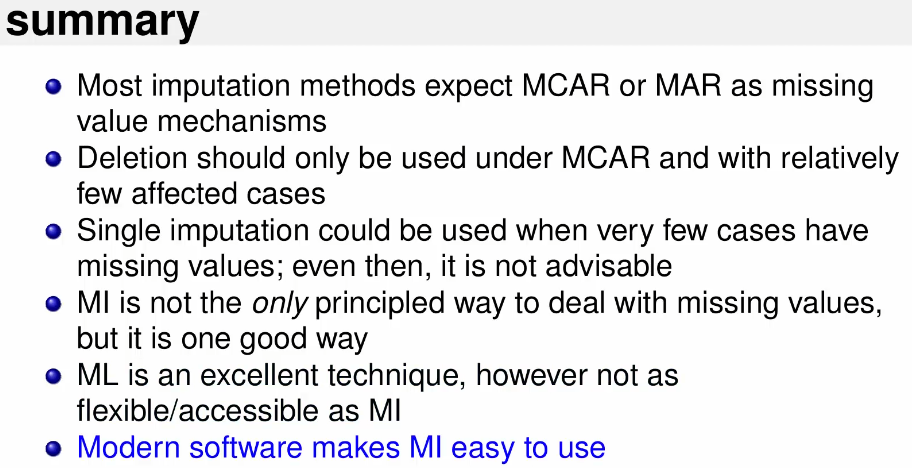 summary
Most imputation methods expect MCAR or MAR as missing
value mechanisms
Deletion should only be used under MCAR and with relatively
few affected cases
Single imputation could be used when very few cases have
missing values; even then, it is not advisable
MI is not the only principled way to deal with missing values,
but it is one good way
ML is an excellent technique, however not as
flexible/accessible as MI
Modern software makes MI easy to use